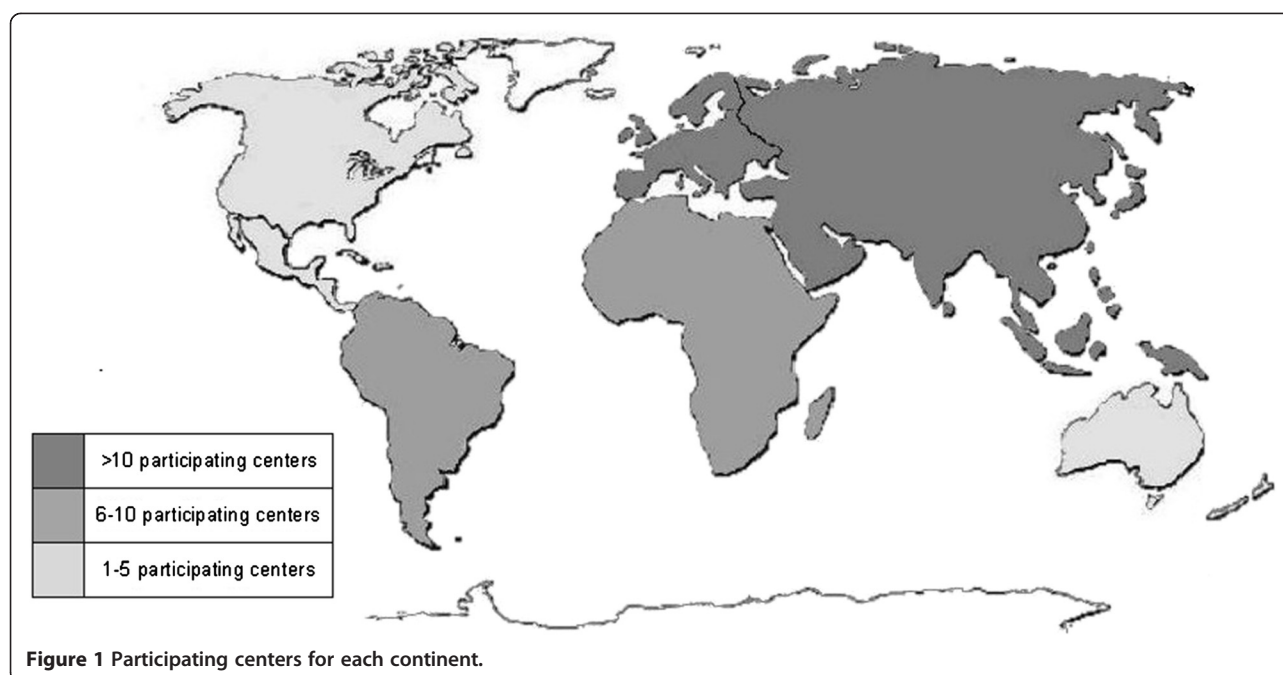 >10 participating centers
6-10 participating centers
1-5 participating centers
Figure 1 Participating centers for each continent.